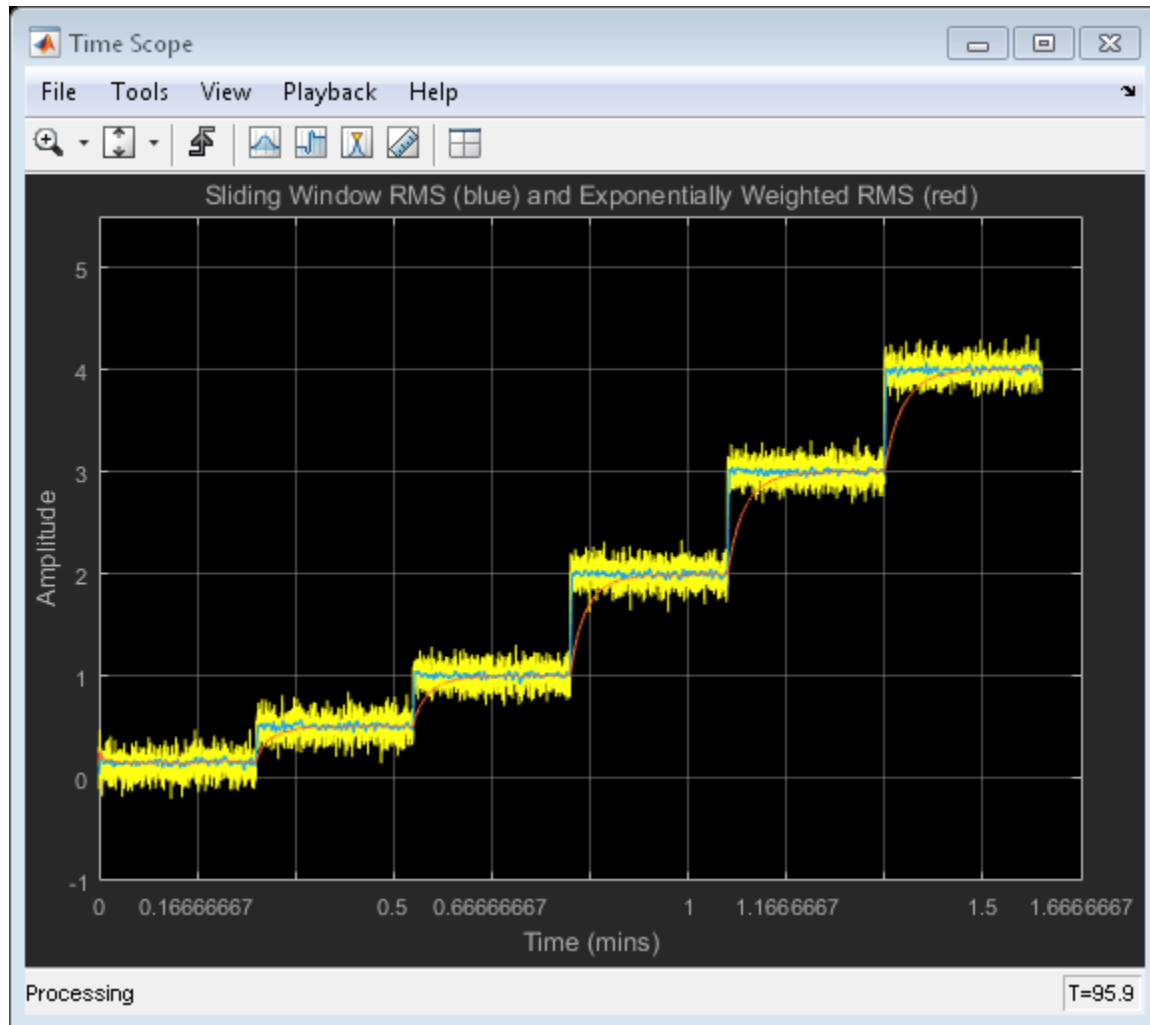 Time Scope
File Tools View Playback Help
Sliding Window RMS (blue) and Exponentially Weighted RMS (red)
5
4
3
2
1
0
-1
Amplitude
0 0.16666667 0.5 0.66666667 1 1.1666667 1.5 1.6666667
Time (mins)
Processing T=95.9